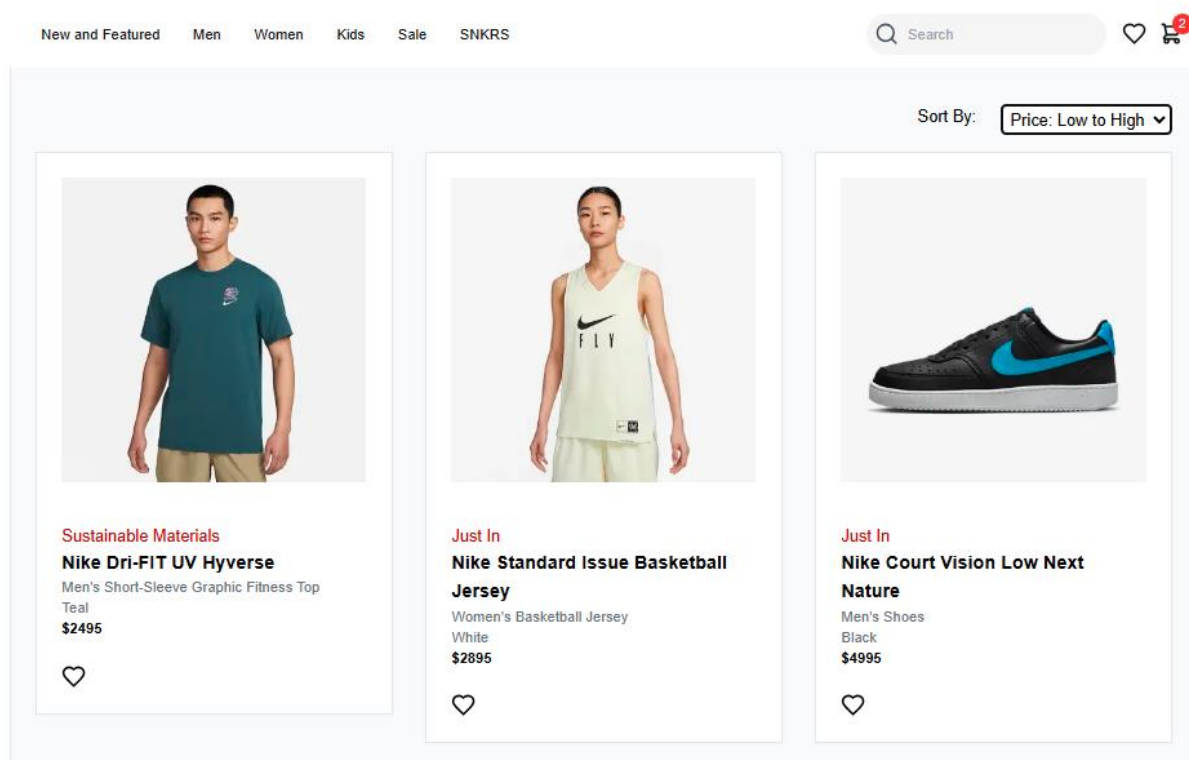 New and Featured Men Women Kids Sale SNKRS Search 2
Sort By: Price: Low to High
FLY
Sustainable Materials
Nike Dri-FIT UV Hyverse
Men's Short-Sleeve Graphic Fitness Top
Teal
$2495
Just In
Nike Standard Issue Basketball
Jersey
Women's Basketball Jersey
White
$2895
Just In
Nike Court Vision Low Next
Nature
Men's Shoes
Black
$4995